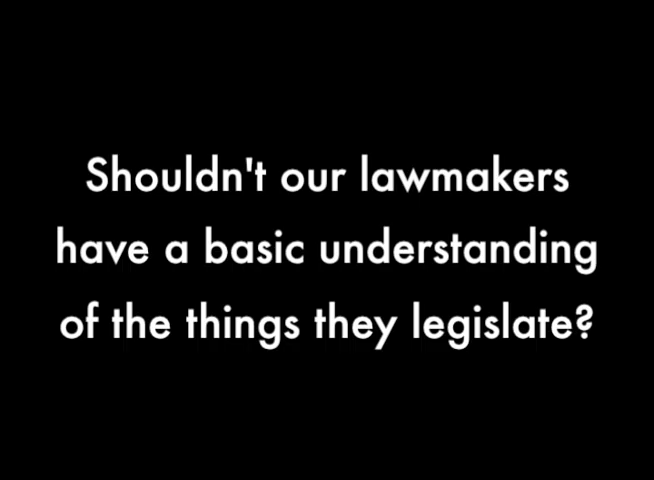 Shouldn't our lawmakers
have a basic understanding
of the things they legislate?